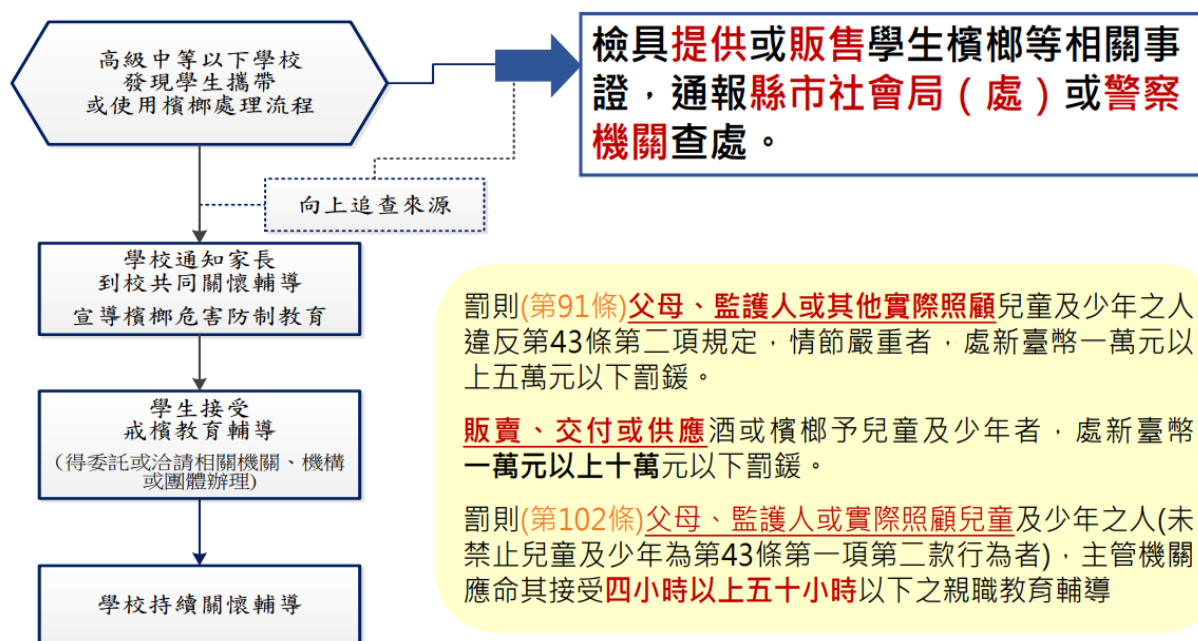 高級中等以下學校
發現學生攜帶
或使用檳榔處理流程
檢具提供或販售學生檳榔等相關事
證，通報縣市社會局（處）或警察
機關查處。
向上追查來源
學校通知家長
到校共同關懷輔導
宣導檳榔危害防制教育
學生接受
戒檳教育輔導
（得委託或洽請相關機關、機構
或團體辦理)
學校持續關懷輔導
罰則(第91條)父母、監護人或其他實際照顧兒童及少年之人
違反第43條第二項規定，情節嚴重者，處新臺幣一萬元以
上五萬元以下罰鍰。
販賣、交付或供應酒或檳榔予兒童及少年者，處新臺幣
一萬元以上十萬元以下罰鍰。
罰則(第102條)父母、監護人或實際照顧兒童及少年之人(未
禁止兒童及少年為第43條第一項第二款行為者)，主管機關
應命其接受四小時以上五十小時以下之親職教育輔導